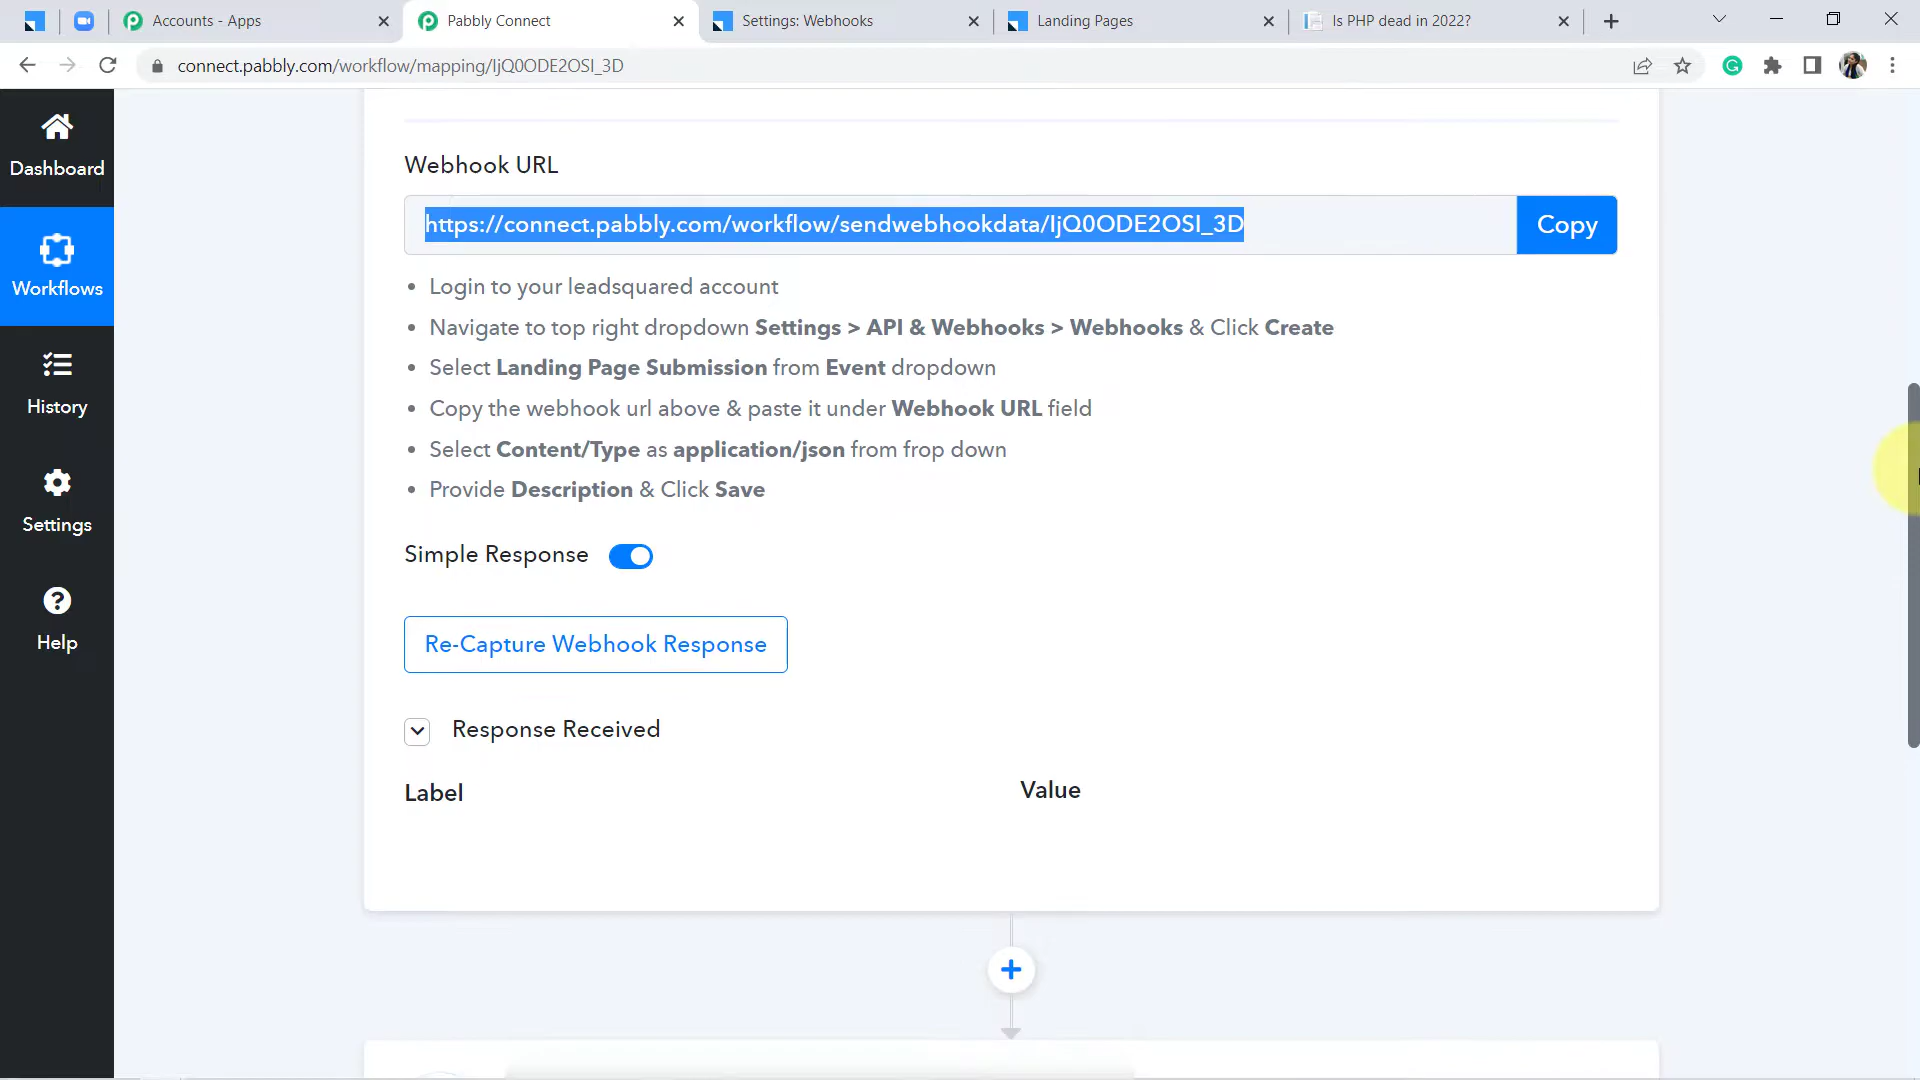 Accounts - Apps
Pabbly Connect
Settings: Webhooks
Landing Pages
Is PHP dead in 2022?
connect.pabbly.com/workflow/mapping/IjQ0ODE2OSI_3D
Dashboard
Workflows
History
Settings
Help
Webhook URL
https://connect.pabbly.com/workflow/sendwebhookdata/IjQ0ODE2OSI_3D
Copy
• Login to your leadsquared account
• Navigate to top right dropdown Settings > API & Webhooks > Webhooks & Click Create
• Select Landing Page Submission from Event dropdown
• Copy the webhook url above & paste it under Webhook URL field
• Select Content/Type as application/json from frop down
• Provide Description & Click Save
Simple Response
Re-Capture Webhook Response
Response Received
Label
Value